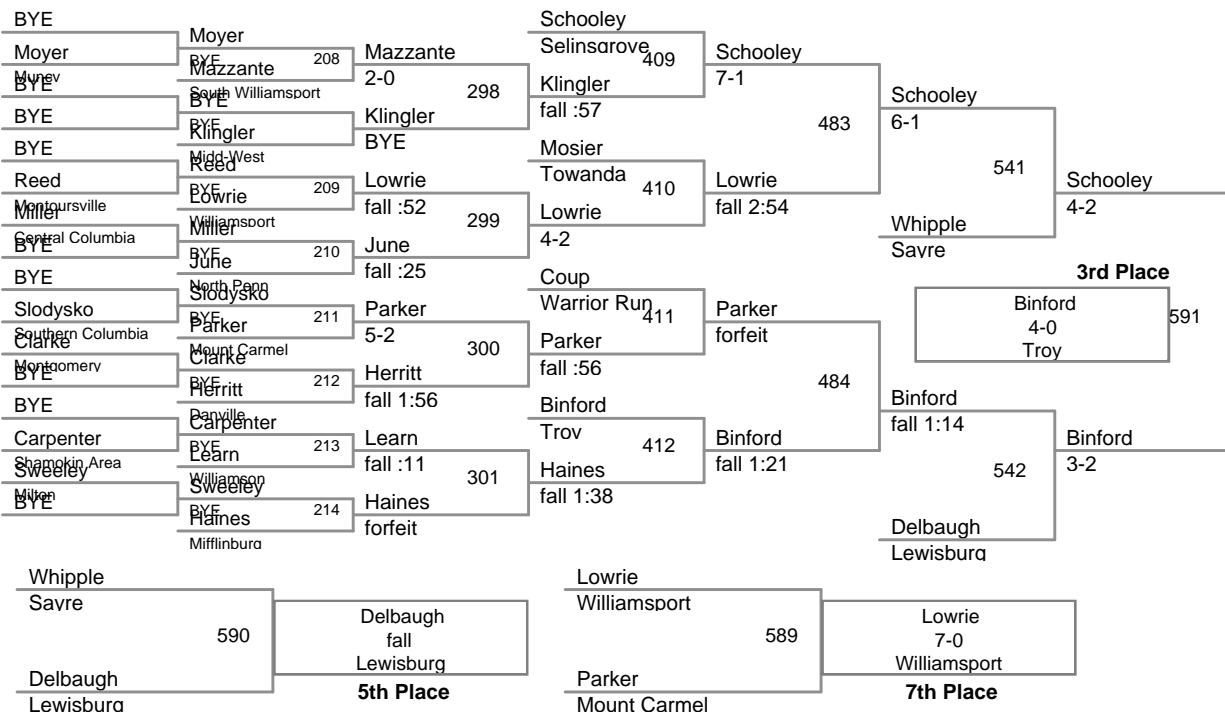 BYE
Moyer
Muncy
BYE
BYE
BYE
Reed
Montoursville
Miller
Central Columbia
BYE
BYE
Slodysko
Southern Columbia
Clarke
Montgomery
BYE
BYE
Carpenter
Shamokin Area
Sweeley
Milton
BYE
Moyer
BYE 208
Mazzante
South Williamsport
BYE
BYE
Klingler
Midd-West
Reed
BYE 209
Lowrie
Williamsport
Miller
BYE 210
June
North Penn
Slodysko
BYE 211
Parker
Mount Carmel
Clarke
BYE 212
Herritt
Danville
Carpenter
BYE 213
Learn
Williamson
Sweeley
BYE 214
Haines
Mifflinburg
Mazzante
2-0
298
Klingler
BYE
Lowrie
fall :52
299
June
fall :25
Parker
5-2
300
Herritt
fall 1:56
Learn
fall :11
301
Haines
forfeit
Schooley
Selinsgrove
409
Klingler
fall :57
Mosier
Towanda
410
Lowrie
4-2
Coup
Warrior Run
411
Parker
fall :56
Binford
Troy
412
Haines
fall 1:38
Schooley
7-1
483
Lowrie
fall 2:54
Parker
forfeit
484
Binford
fall 1:21
Schooley
6-1
541
Whipple
Sayre
Binford
fall 1:14
542
Delbaugh
Lewisburg
Schooley
4-2
3rd Place
Binford
4-0
Troy
591
Binford
3-2
Whipple
Sayre
590
Delbaugh
Lewisburg
Delbaugh
fall
Lewisburg
5th Place
Lowrie
Williamsport
589
Parker
Mount Carmel
Lowrie
7-0
Williamsport
7th Place